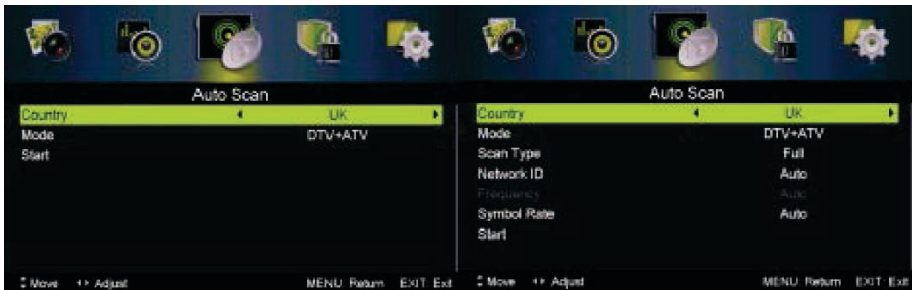 Auto Scan
Country UK
Mode DTV+ATV
Start
Move Adjust MENU Return EXIT Exit
Auto Scan
Country UK
Mode DTV+ATV
Scan Type Full
Network ID Auto
Frequency Auto
Symbol Rate Auto
Start
Move Adjust MENU Return EXIT Exit